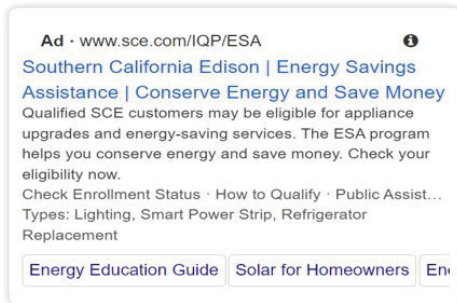 Ad · www.sce.com/IQP/ESA
Southern California Edison | Energy Savings
Assistance | Conserve Energy and Save Money
Qualified SCE customers may be eligible for appliance
upgrades and energy-saving services. The ESA program
helps you conserve energy and save money. Check your
eligibility now.
Check Enrollment Status · How to Qualify · Public Assist...
Types: Lighting, Smart Power Strip, Refrigerator
Replacement
Energy Education Guide Solar for Homeowners